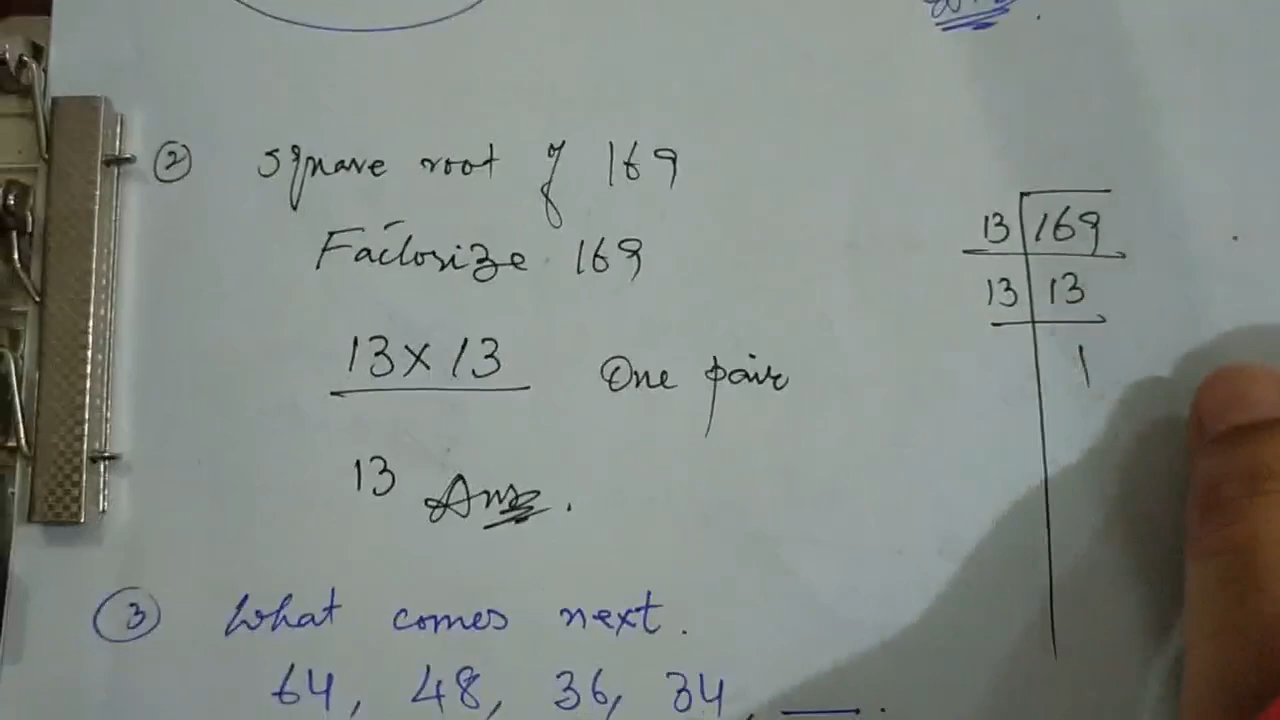 ② Square root of 169
Factorize 169
13 × 13 One pair
13 Ans.
13 169
13 13
1
③ What comes next.
64, 48, 36, 34, __.